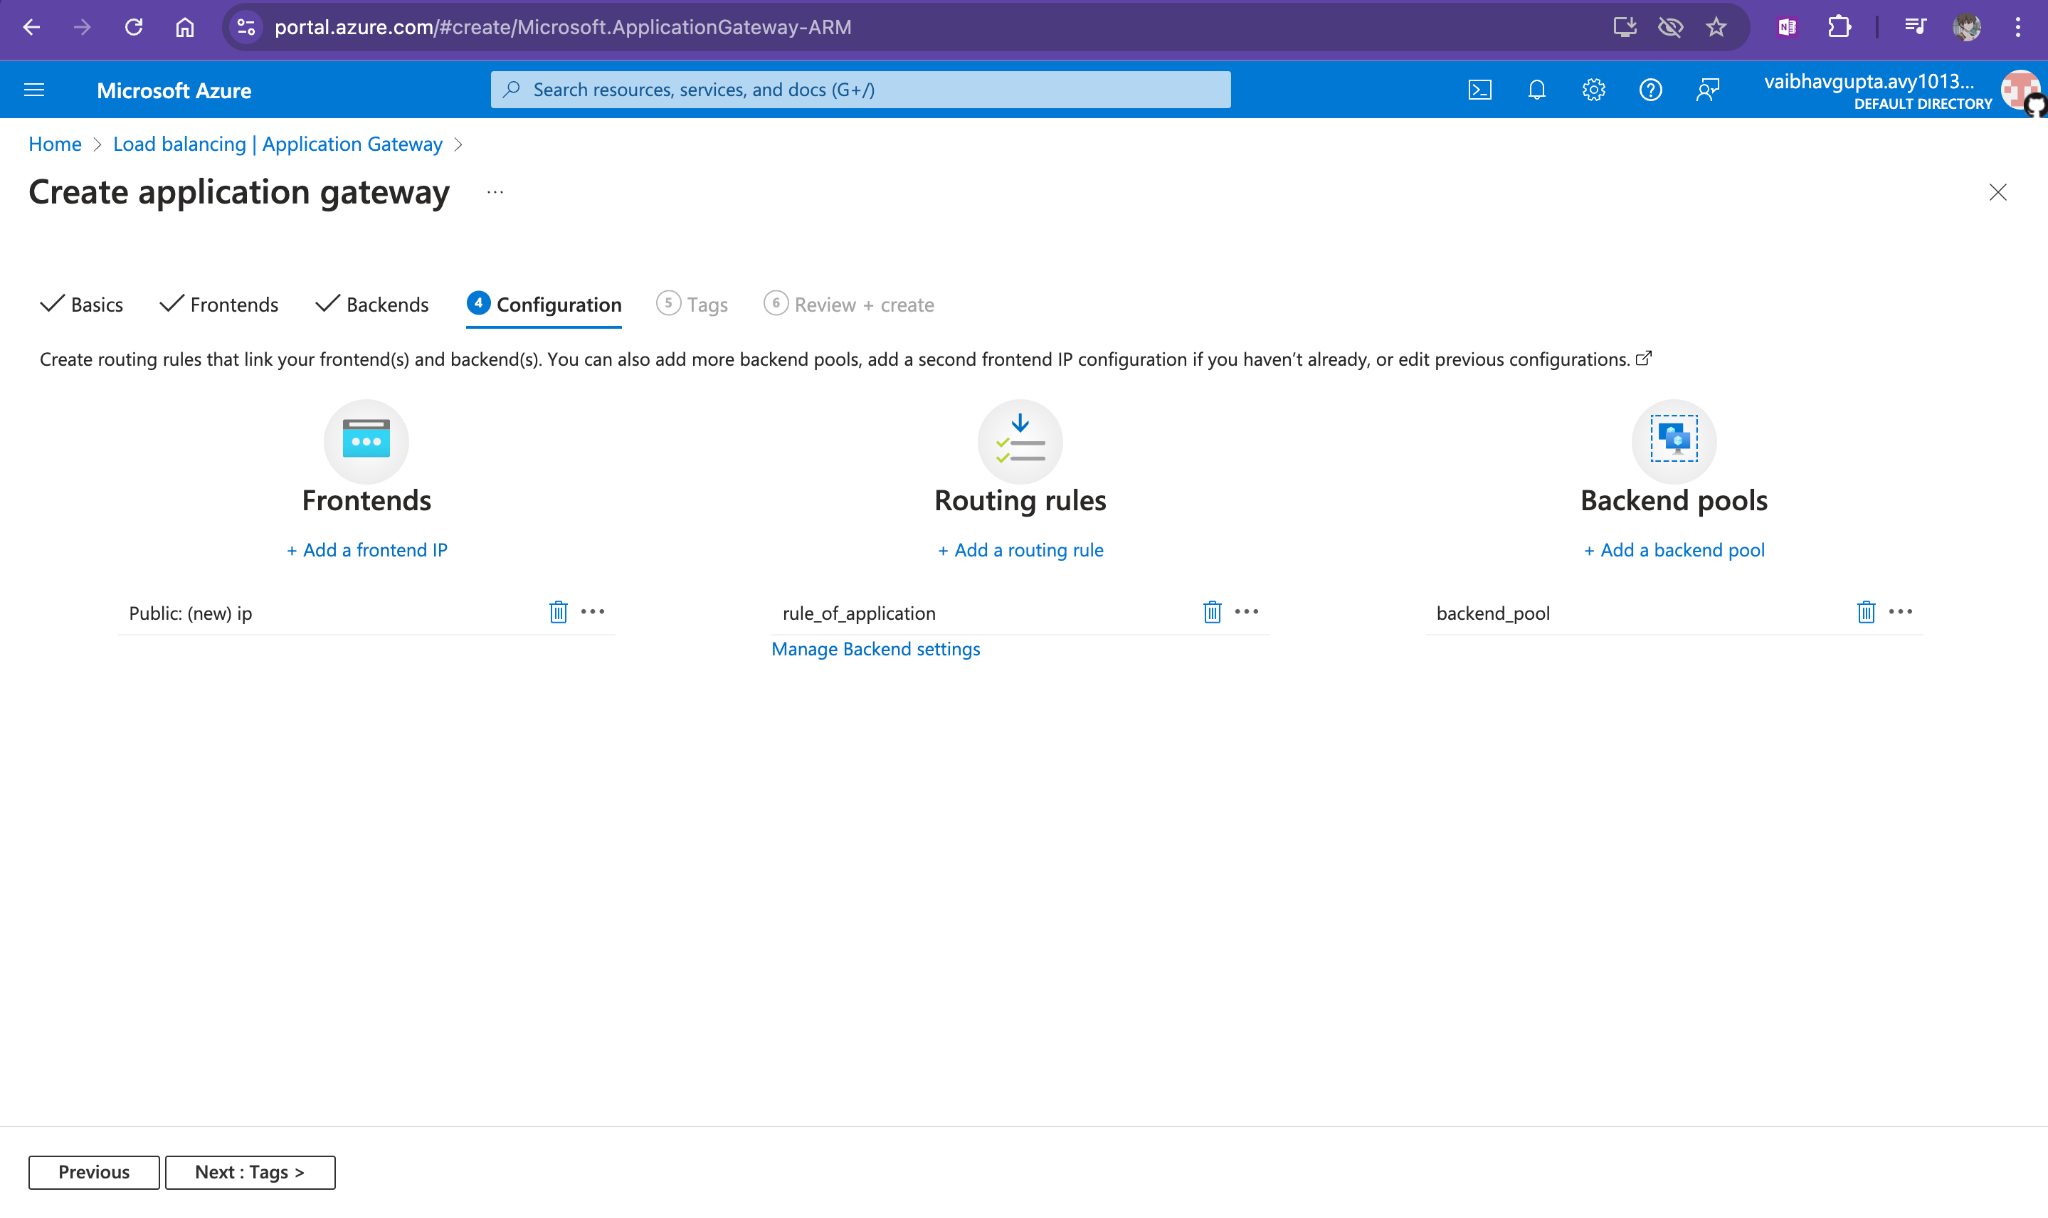 portal.azure.com/#create/Microsoft.ApplicationGateway-ARM
Microsoft Azure
Search resources, services, and docs (G+/)
vaibhavgupta.avy1013...
DEFAULT DIRECTORY
Home > Load balancing | Application Gateway >
Create application gateway ...
Basics Frontends Backends 4 Configuration 5 Tags 6 Review + create
Create routing rules that link your frontend(s) and backend(s). You can also add more backend pools, add a second frontend IP configuration if you haven’t already, or edit previous configurations.
Frontends
+ Add a frontend IP
Public: (new) ip
Routing rules
+ Add a routing rule
rule_of_application
Manage Backend settings
Backend pools
+ Add a backend pool
backend_pool
Previous
Next : Tags >